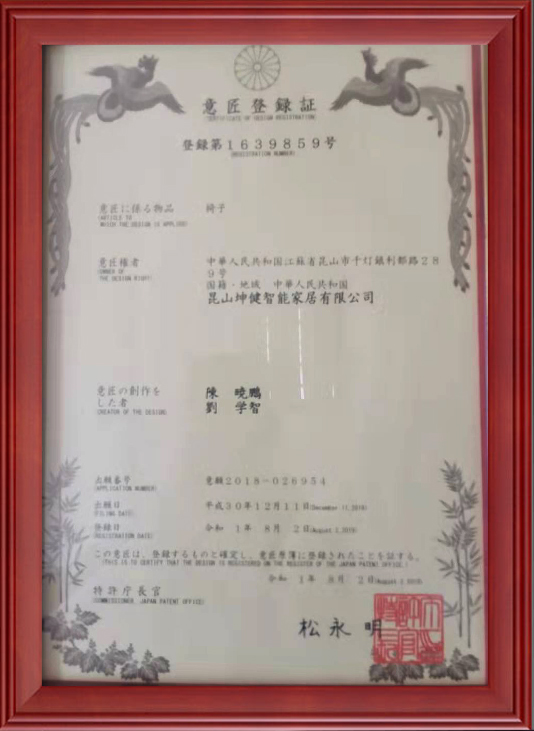 意匠登録証
(CERTIFICATE OF DESIGN REGISTRATION)
登録第1639859号
(REGISTRATION NUMBER)
意匠に係る物品 椅子
(ARTICLE TO
WHICH THE DESIGN IS APPLIED)
意匠権者 中華人民共和国江蘇省昆山市千灯鎮利都路28
(OWNER OF
THE DESIGN RIGHT)
9号
国籍・地域 中華人民共和国
昆山坤健智能家居有限公司
意匠の創作を 陳 暁鵬
した者 劉 学智
(CREATOR OF THE DESIGN)
出願番号 意願2018-026954
(APPLICATION NUMBER)
出願日 平成30年12月11日(December 11,2018)
(FILING DATE)
登録日 令和 1年 8月 2日(August 2,2019)
(REGISTRATION DATE)
この意匠は、登録するものと確定し、意匠原簿に登録されたことを証する。
(THIS IS TO CERTIFY THAT THE DESIGN IS REGISTERED ON THE REGISTER OF THE JAPAN PATENT OFFICE.)
令和 1年 8月 2日(August 2,2019)
特許庁長官
(COMMISSIONER, JAPAN PATENT OFFICE)
松永 明